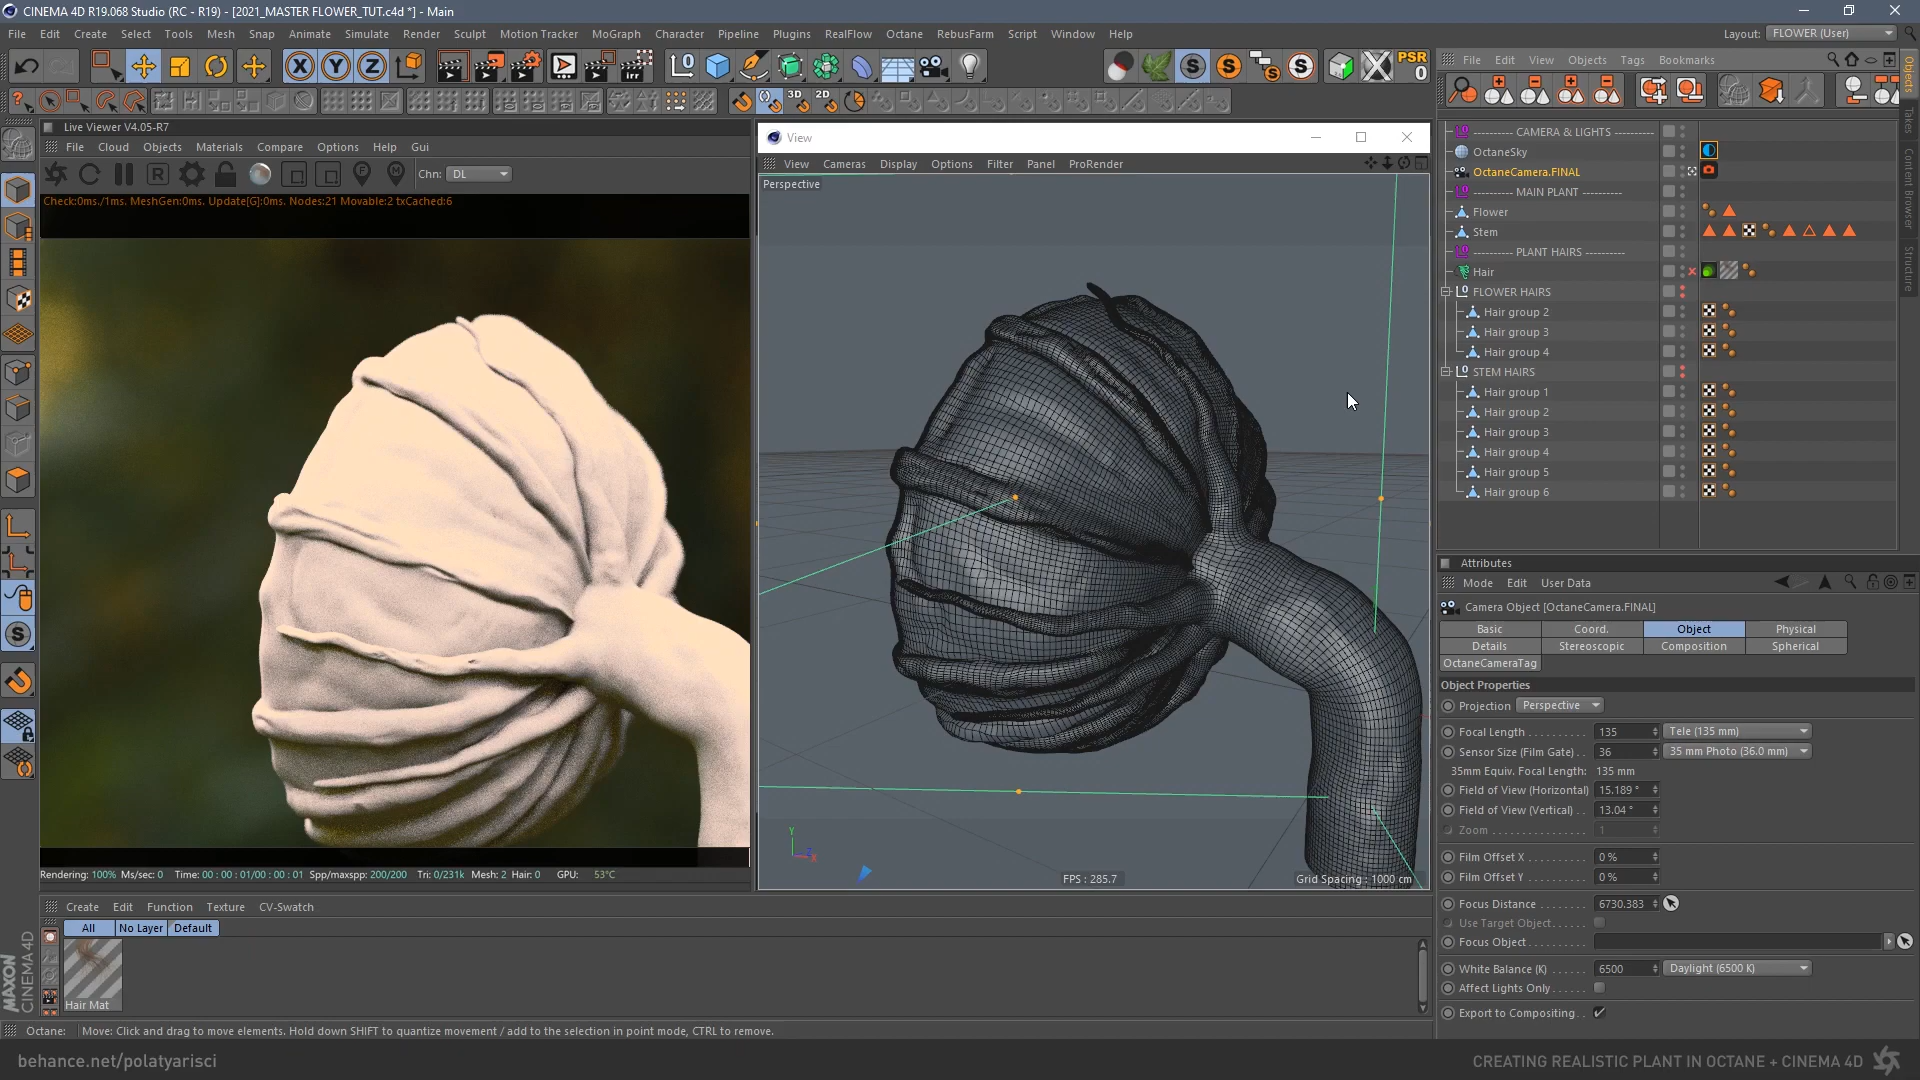 CINEMA 4D R19.068 Studio (RC - R19) - [2021_MASTER FLOWER_TUT.c4d *] - Main
File Edit Create Select Tools Mesh Snap Animate Simulate Render Sculpt Motion Tracker MoGraph Character Pipeline Plugins RealFlow Octane RebusFarm Script Window Help
Layout: FLOWER (User)
PSR
0
3D 2D
File Edit View Objects Tags Bookmarks
Objects
Takes
Content Browser
Structure
Live Viewer V4.05-R7
File Cloud Objects Materials Compare Options Help Gui
Chn: DL
Check:0ms./1ms. MeshGen:0ms. Update[G]:0ms. Nodes:21 Movable:2 txCached:6
Rendering: 100% Ms/sec: 0 Time: 00 : 00 : 01/00 : 00 : 01 Spp/maxspp: 200/200 Tri: 0/231k Mesh: 2 Hair: 0 GPU: 53°C
View
View Cameras Display Options Filter Panel ProRender
Perspective
Y
Z
X
FPS : 285.7
Grid Spacing : 1000 cm
---------- CAMERA & LIGHTS ----------
OctaneSky
OctaneCamera.FINAL
---------- MAIN PLANT ----------
Flower
Stem
---------- PLANT HAIRS ----------
Hair
FLOWER HAIRS
Hair group 2
Hair group 3
Hair group 4
STEM HAIRS
Hair group 1
Hair group 2
Hair group 3
Hair group 4
Hair group 5
Hair group 6
Attributes
Mode Edit User Data
Camera Object [OctaneCamera.FINAL]
Basic Coord. Object Physical
Details Stereoscopic Composition Spherical
OctaneCameraTag
Object Properties
Projection Perspective
Focal Length . . . . . . . . . . 135 Tele (135 mm)
Sensor Size (Film Gate) . . 36 35 mm Photo (36.0 mm)
35mm Equiv. Focal Length: 135 mm
Field of View (Horizontal) 15.189 °
Field of View (Vertical) . . 13.04 °
Zoom . . . . . . . . . . . . . . . . 1
Film Offset X . . . . . . . . . . 0 %
Film Offset Y . . . . . . . . . . 0 %
Focus Distance . . . . . . . . 6730.383
Use Target Object. . . . . .
Focus Object . . . . . . . . . .
White Balance (K) . . . . . . 6500 Daylight (6500 K)
Affect Lights Only . . . . . .
Export to Compositing. . .
Create Edit Function Texture CV-Swatch
All No Layer Default
Hair Mat
MAXON
CINEMA 4D
Octane: Move: Click and drag to move elements. Hold down SHIFT to quantize movement / add to the selection in point mode, CTRL to remove.
behance.net/polatyarisci
CREATING REALISTIC PLANT IN OCTANE + CINEMA 4D